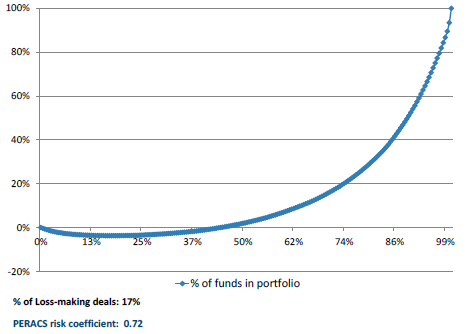 100%
80%
60%
40%
20%
0%
-20%
0% 13% 25% 37% 50% 62% 74% 86% 99%
% of funds in portfolio
% of Loss-making deals: 17%
PERACS risk coefficient: 0.72